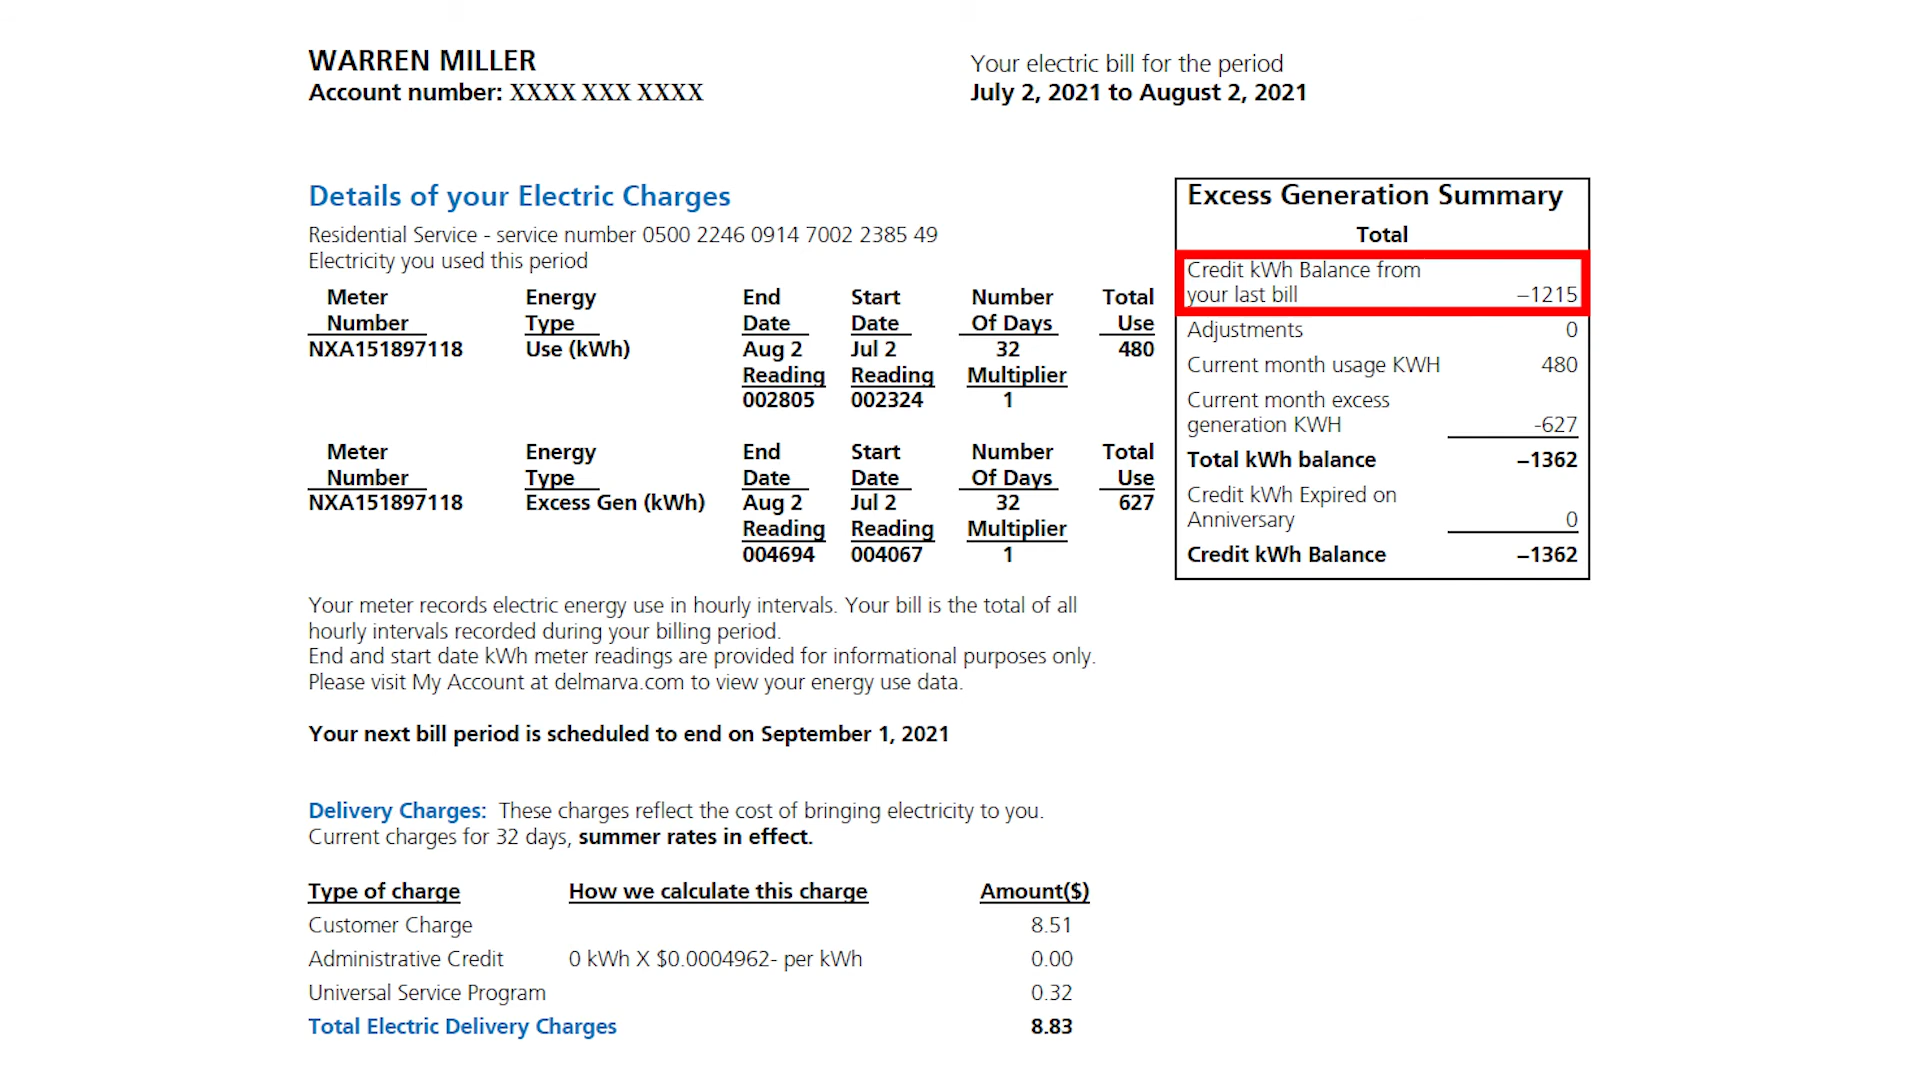 WARREN MILLER
Account number: XXXX XXX XXXX
Your electric bill for the period
July 2, 2021 to August 2, 2021
Details of your Electric Charges
Residential Service - service number 0500 2246 0914 7002 2385 49
Electricity you used this period
Meter Energy End Start Number Total
Number Type Date Date Of Days Use
NXA151897118 Use (kWh) Aug 2 Jul 2 32 480
Reading Reading Multiplier
002805 002324 1
Meter Energy End Start Number Total
Number Type Date Date Of Days Use
NXA151897118 Excess Gen (kWh) Aug 2 Jul 2 32 627
Reading Reading Multiplier
004694 004067 1
Excess Generation Summary
Total
Credit kWh Balance from
your last bill –1215
Adjustments 0
Current month usage KWH 480
Current month excess
generation KWH -627
Total kWh balance –1362
Credit kWh Expired on
Anniversary 0
Credit kWh Balance –1362
Your meter records electric energy use in hourly intervals. Your bill is the total of all
hourly intervals recorded during your billing period.
End and start date kWh meter readings are provided for informational purposes only.
Please visit My Account at delmarva.com to view your energy use data.
Your next bill period is scheduled to end on September 1, 2021
Delivery Charges: These charges reflect the cost of bringing electricity to you.
Current charges for 32 days, summer rates in effect.
Type of charge How we calculate this charge Amount($)
Customer Charge 8.51
Administrative Credit 0 kWh X $0.0004962- per kWh 0.00
Universal Service Program 0.32
Total Electric Delivery Charges 8.83